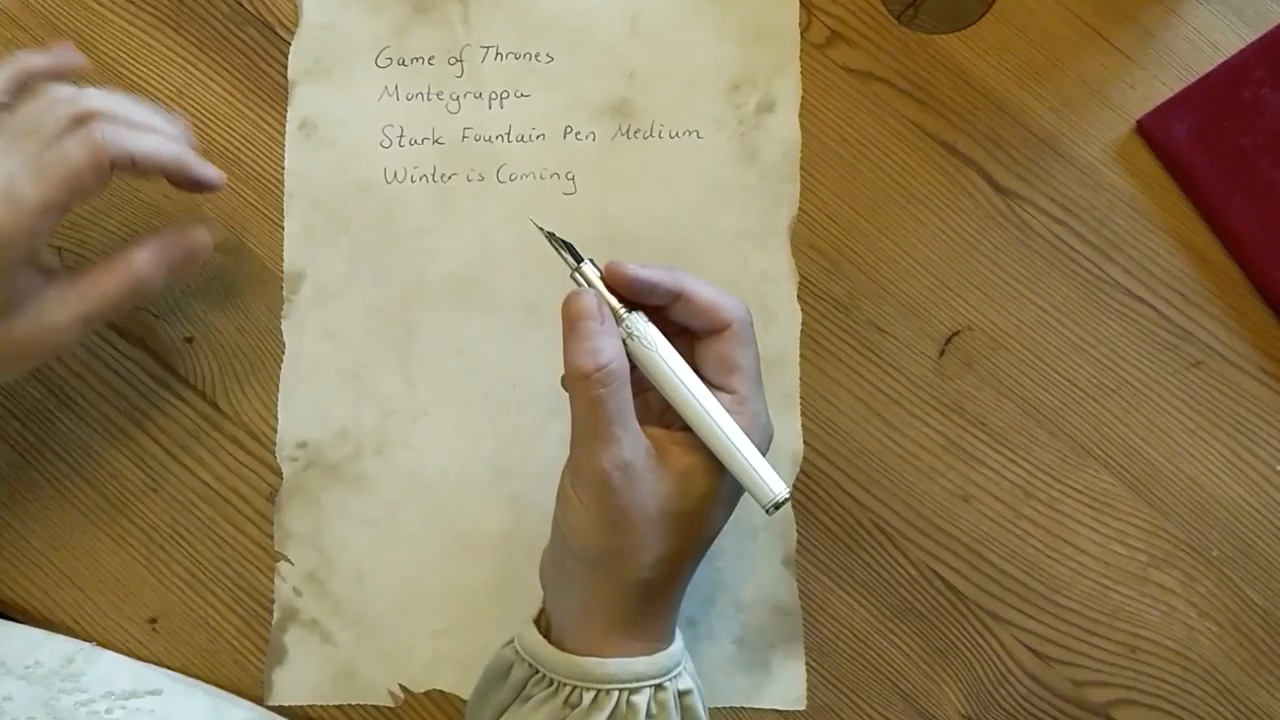 Game of Thrones
Montegrappa
Stark Fountain Pen Medium
Winter is Coming